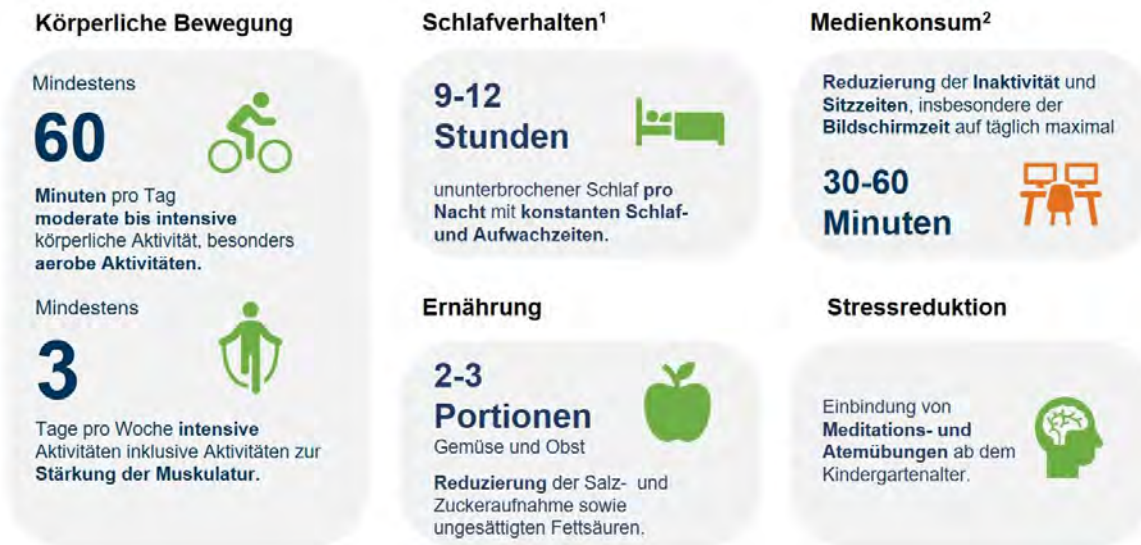 Körperliche Bewegung
Mindestens
60
Minuten pro Tag
moderate bis intensive
körperliche Aktivität, besonders
aerobe Aktivitäten.
Mindestens
3
Tage pro Woche intensive
Aktivitäten inklusive Aktivitäten zur
Stärkung der Muskulatur.
Schlafverhalten¹
9-12
Stunden
ununterbrochener Schlaf pro
Nacht mit konstanten Schlaf-
und Aufwachzeiten.
Medienkonsum²
Reduzierung der Inaktivität und
Sitzzeiten, insbesondere der
Bildschirmzeit auf täglich maximal
30-60
Minuten
Ernährung
2-3
Portionen
Gemüse und Obst
Reduzierung der Salz- und
Zuckeraufnahme sowie
ungesättigten Fettsäuren.
Stressreduktion
Einbindung von
Meditations- und
Atemübungen ab dem
Kindergartenalter.